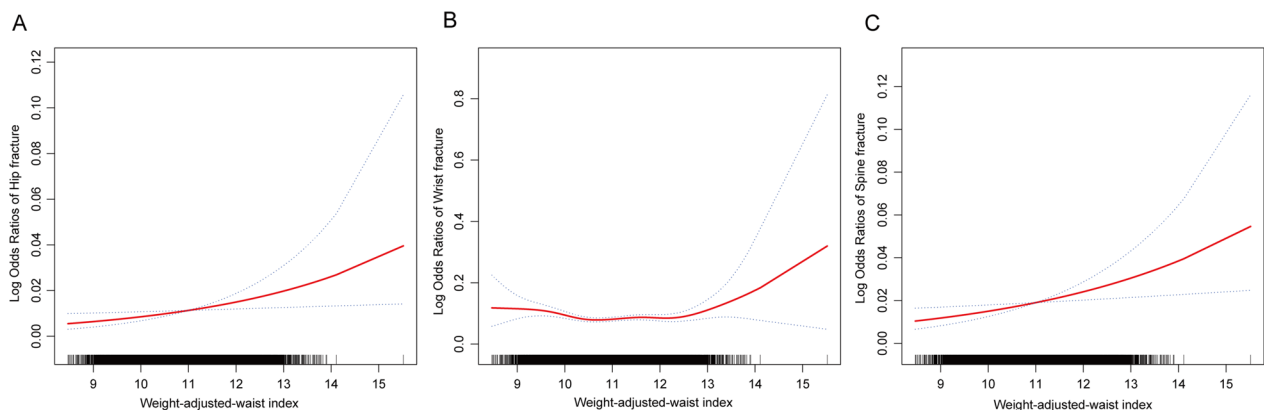 A
Log Odds Ratios of Hip fracture
0.12
0.10
0.08
0.06
0.04
0.02
0.00
9 10 11 12 13 14 15
Weight-adjusted-waist index
B
Log Odds Ratios of Wrist fracture
0.8
0.6
0.4
0.2
0.0
9 10 11 12 13 14 15
Weight-adjusted-waist index
C
Log Odds Ratios of Spine fracture
0.12
0.10
0.08
0.06
0.04
0.02
0.00
9 10 11 12 13 14 15
Weight-adjusted-waist index